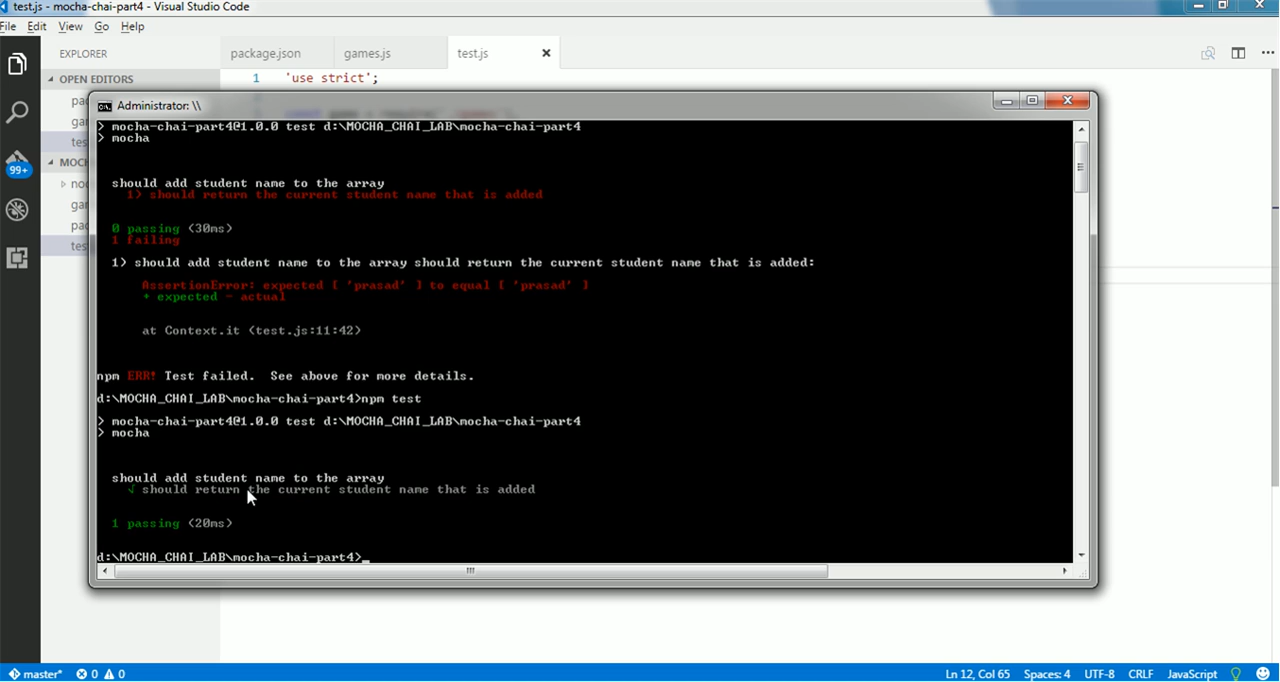 test.js - mocha-chai-part4 - Visual Studio Code
File Edit View Go Help
EXPLORER
package.json games.js test.js
OPEN EDITORS
1 'use strict';
Administrator: \\
> mocha-chai-part4@1.0.0 test d:\MOCHA_CHAI_LAB\mocha-chai-part4
> mocha
99+
should add student name to the array
1) should return the current student name that is added
0 passing (30ms)
1 failing
1) should add student name to the array should return the current student name that is added:
AssertionError: expected [ 'prasad' ] to equal [ 'prasad' ]
+ expected - actual
at Context.it (test.js:11:42)
npm ERR! Test failed.  See above for more details.
d:\MOCHA_CHAI_LAB\mocha-chai-part4>npm test
> mocha-chai-part4@1.0.0 test d:\MOCHA_CHAI_LAB\mocha-chai-part4
> mocha
should add student name to the array
√ should return the current student name that is added
1 passing (20ms)
d:\MOCHA_CHAI_LAB\mocha-chai-part4>_
master* 0 0 Ln 12, Col 65 Spaces: 4 UTF-8 CRLF JavaScript